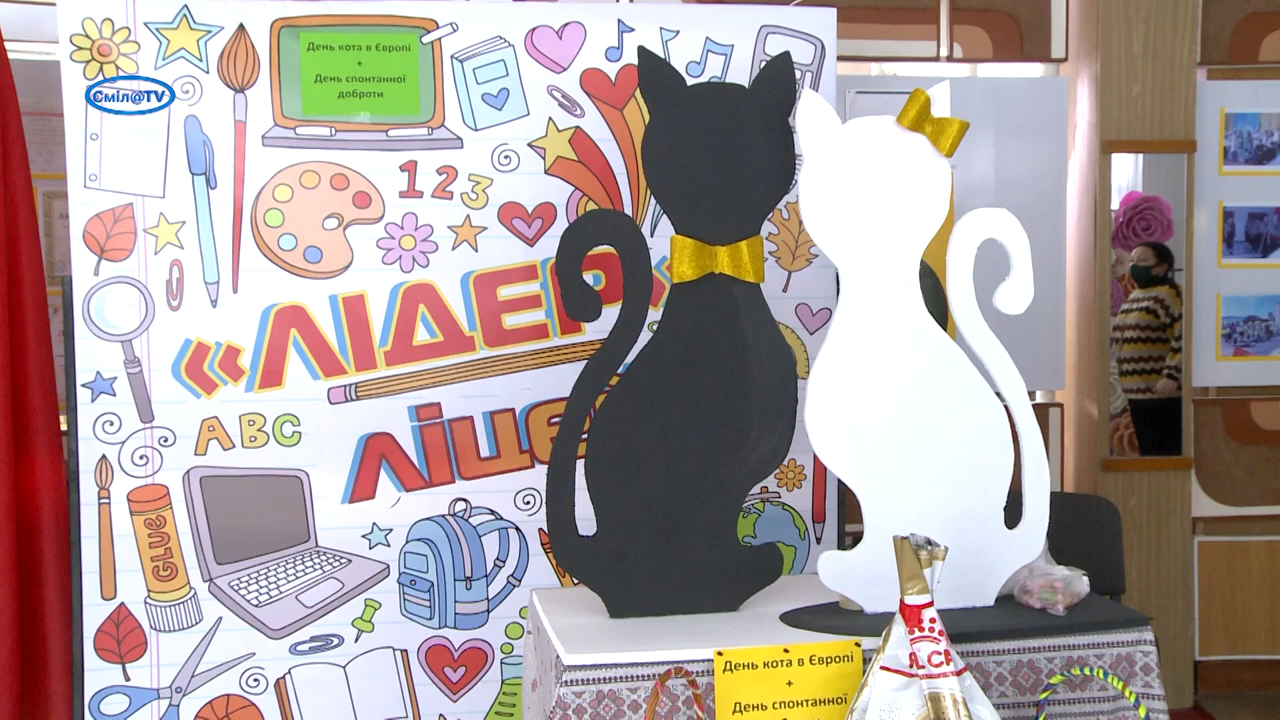 День кота в Європі
+
День спонтанної
доброти
Сміл@TV
1 2 3
«ЛІДЕР»
ліцей
ABC
GLUE
День кота в Європі
+
День спонтанної